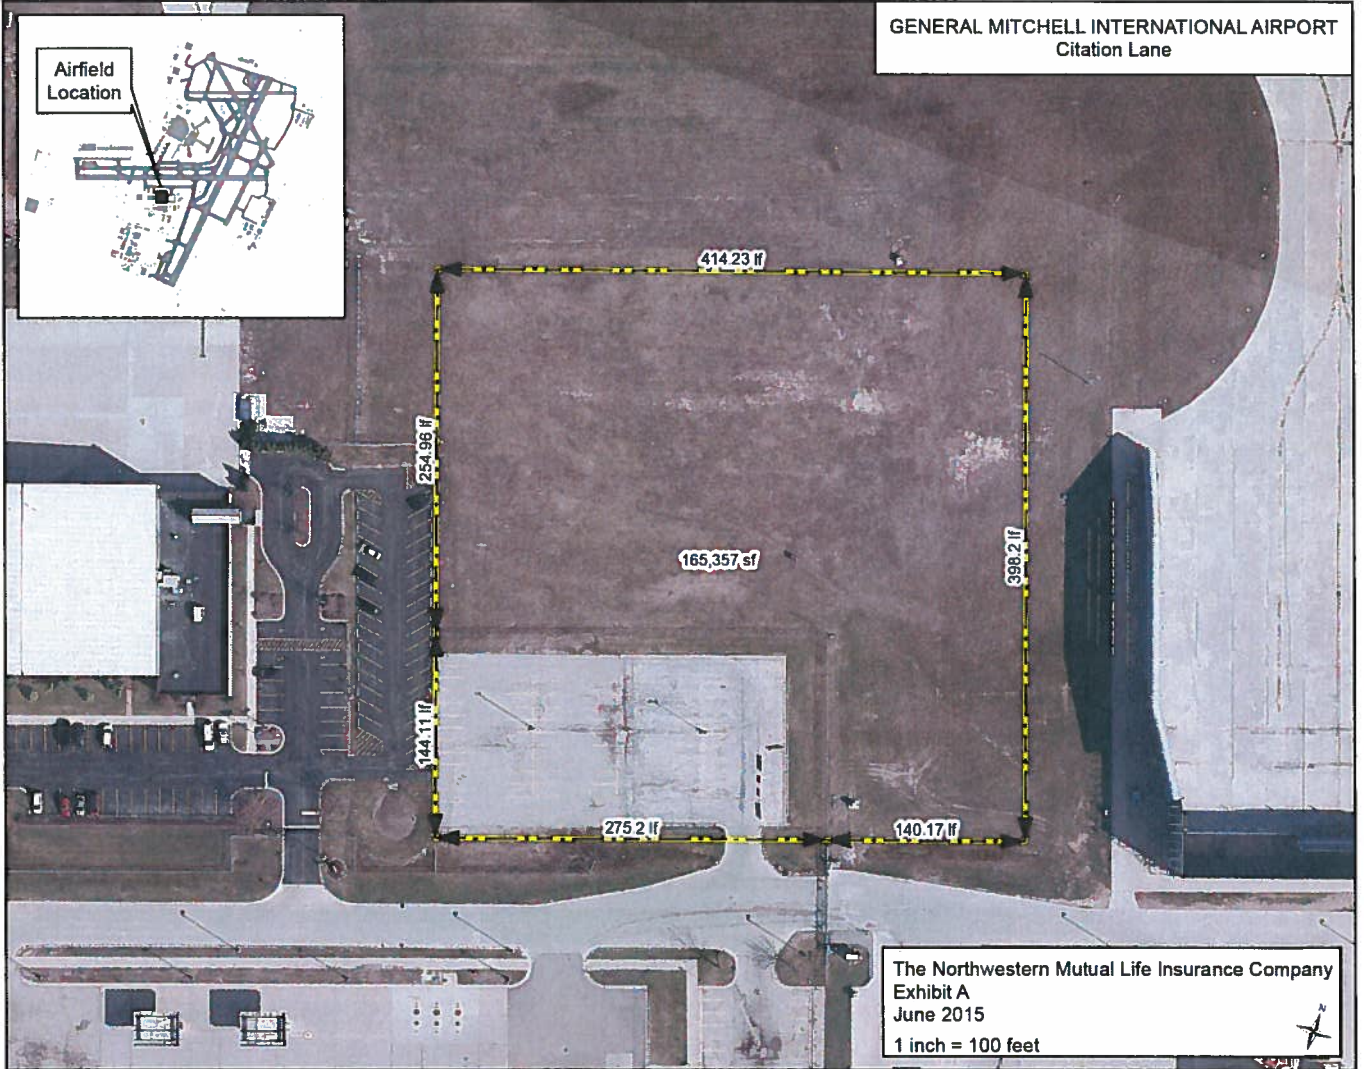 GENERAL MITCHELL INTERNATIONAL AIRPORT
Citation Lane
Airfield
Location
414.23 lf
254.96 lf
398.2 lf
165,357 sf
144.11 lf
275.2 lf
140.17 lf
The Northwestern Mutual Life Insurance Company
Exhibit A
June 2015
1 inch = 100 feet
N